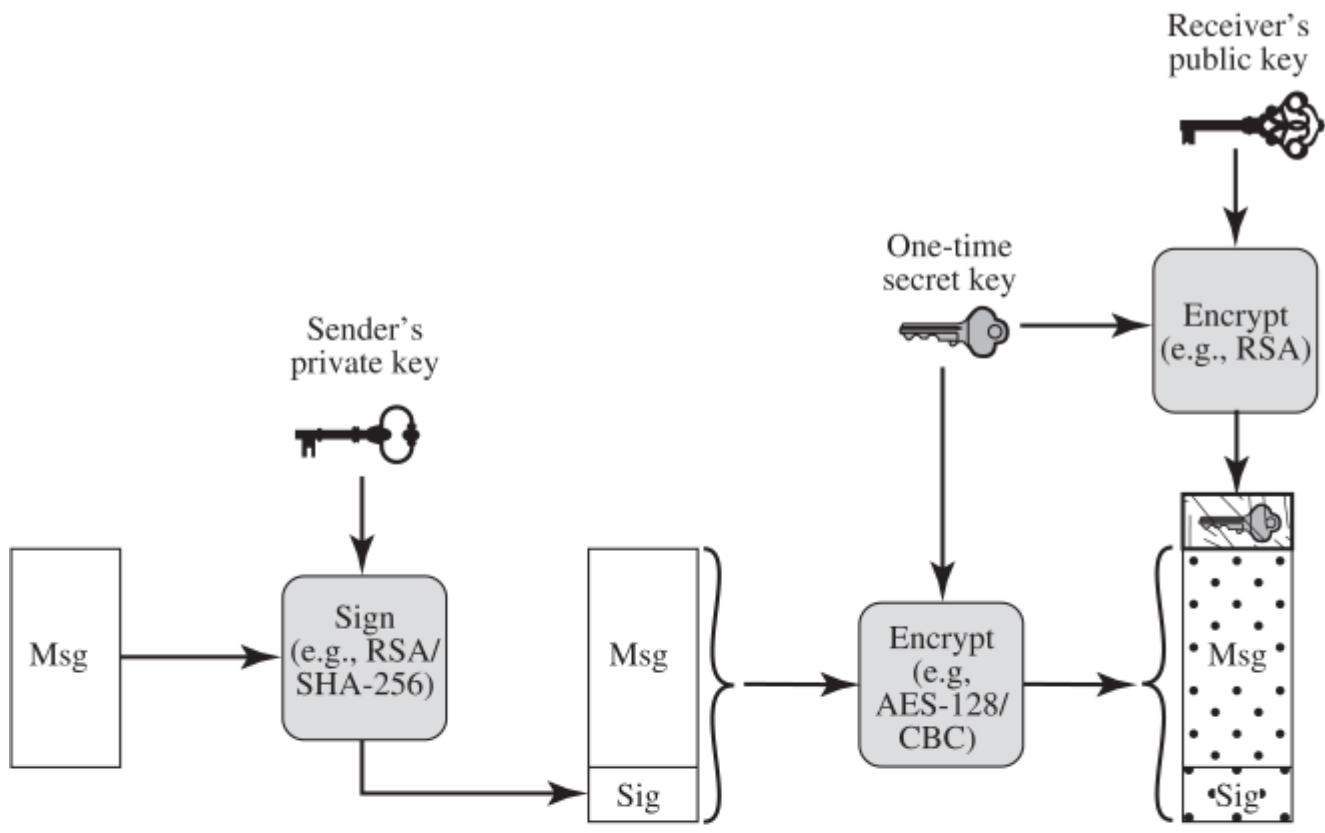 Receiver's
public key
One-time
secret key
Encrypt
(e.g., RSA)
Sender's
private key
Msg
Sign
(e.g., RSA/
SHA-256)
Msg
Sig
Encrypt
(e.g,
AES-128/
CBC)
Msg
Sig